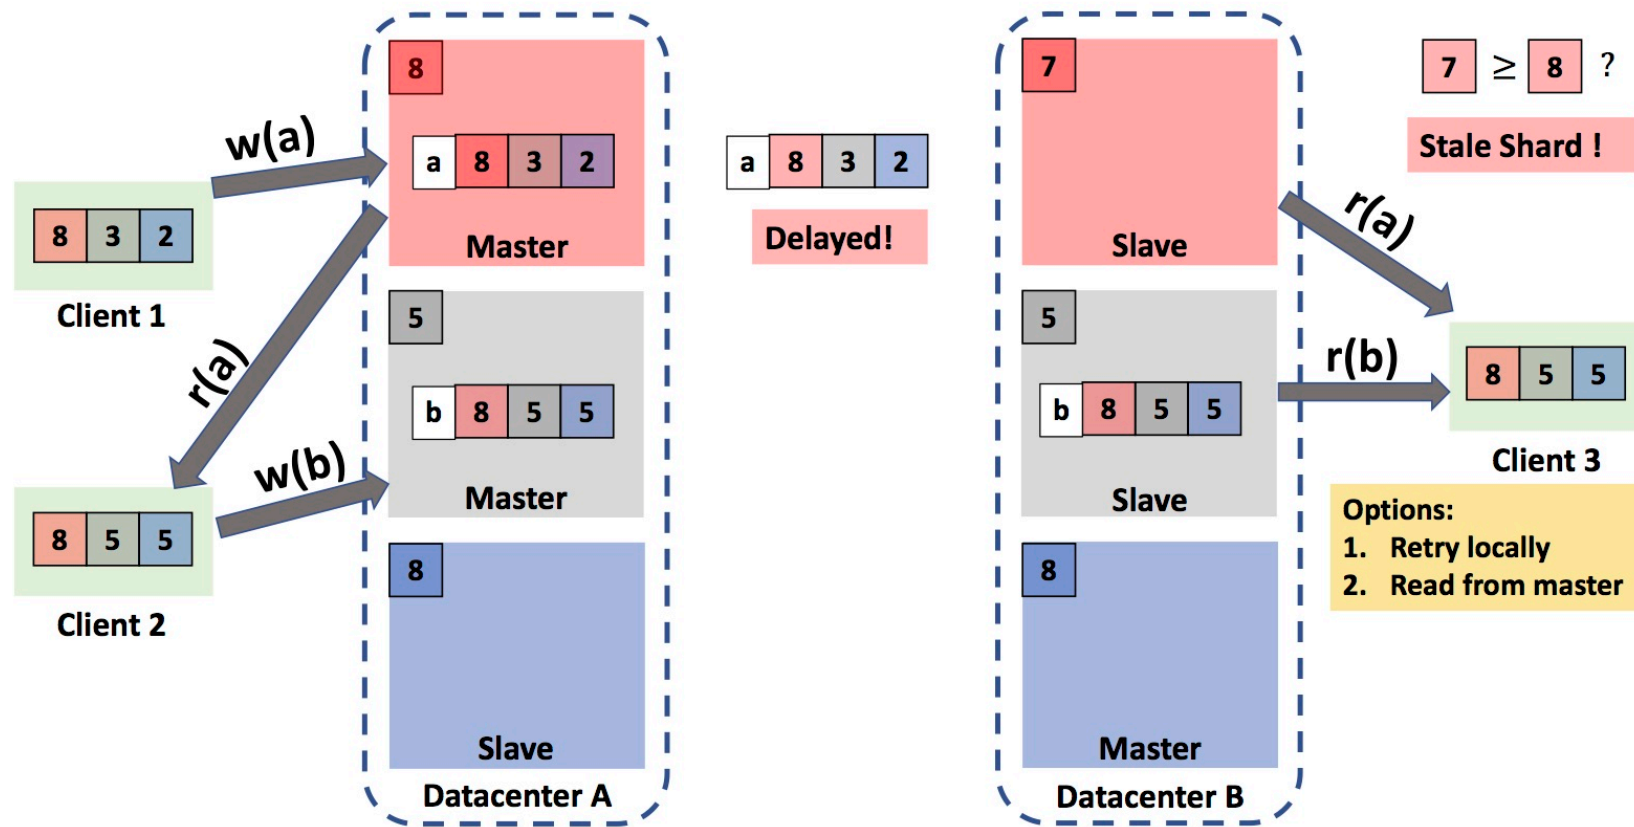 w(a)
8 3 2
Client 1
r(a)
w(b)
8 5 5
Client 2
8
a 8 3 2
Master
5
b 8 5 5
Master
8
Slave
Datacenter A
a 8 3 2
Delayed!
7
Slave
5
b 8 5 5
Slave
8
Master
Datacenter B
7 ≥ 8 ?
Stale Shard !
r(a)
r(b)
8 5 5
Client 3
Options:
1. Retry locally
2. Read from master